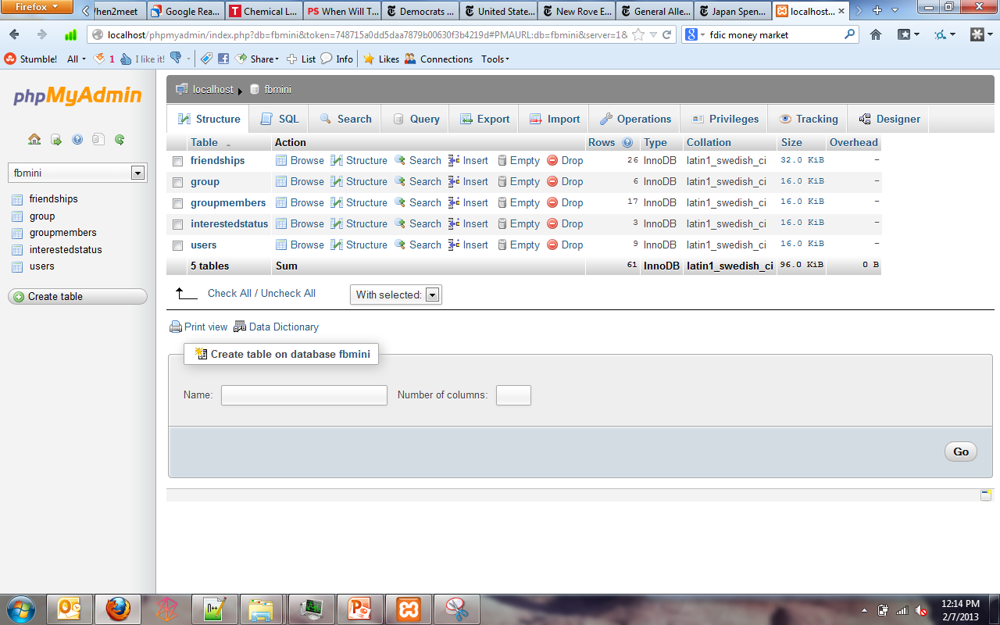 Firefox
When2meet
Google Rea...
Chemical L...
PS When Will T...
Democrats ...
United State...
New Rove E...
General Alle...
Japan Spen...
localhost...
localhost/phpmyadmin/index.php?db=fbmini&token=748715a0dd5daa7879b00630f3b4219d#PMAURL:db=fbmini&server=1&
fdic money market
Stumble! All 1 I like it! Share List Info Likes Connections Tools
phpMyAdmin
fbmini
friendships
group
groupmembers
interestedstatus
users
Create table
localhost fbmini
Structure SQL Search Query Export Import Operations Privileges Tracking Designer
Table Action Rows Type Collation Size Overhead
friendships Browse Structure Search Insert Empty Drop 26 InnoDB latin1_swedish_ci 32.0 KiB -
group Browse Structure Search Insert Empty Drop 6 InnoDB latin1_swedish_ci 16.0 KiB -
groupmembers Browse Structure Search Insert Empty Drop 17 InnoDB latin1_swedish_ci 16.0 KiB -
interestedstatus Browse Structure Search Insert Empty Drop 3 InnoDB latin1_swedish_ci 16.0 KiB -
users Browse Structure Search Insert Empty Drop 9 InnoDB latin1_swedish_ci 16.0 KiB -
5 tables Sum 61 InnoDB latin1_swedish_ci 96.0 KiB 0 B
Check All / Uncheck All With selected:
Print view Data Dictionary
Create table on database fbmini
Name: Number of columns:
Go
12:14 PM
2/7/2013